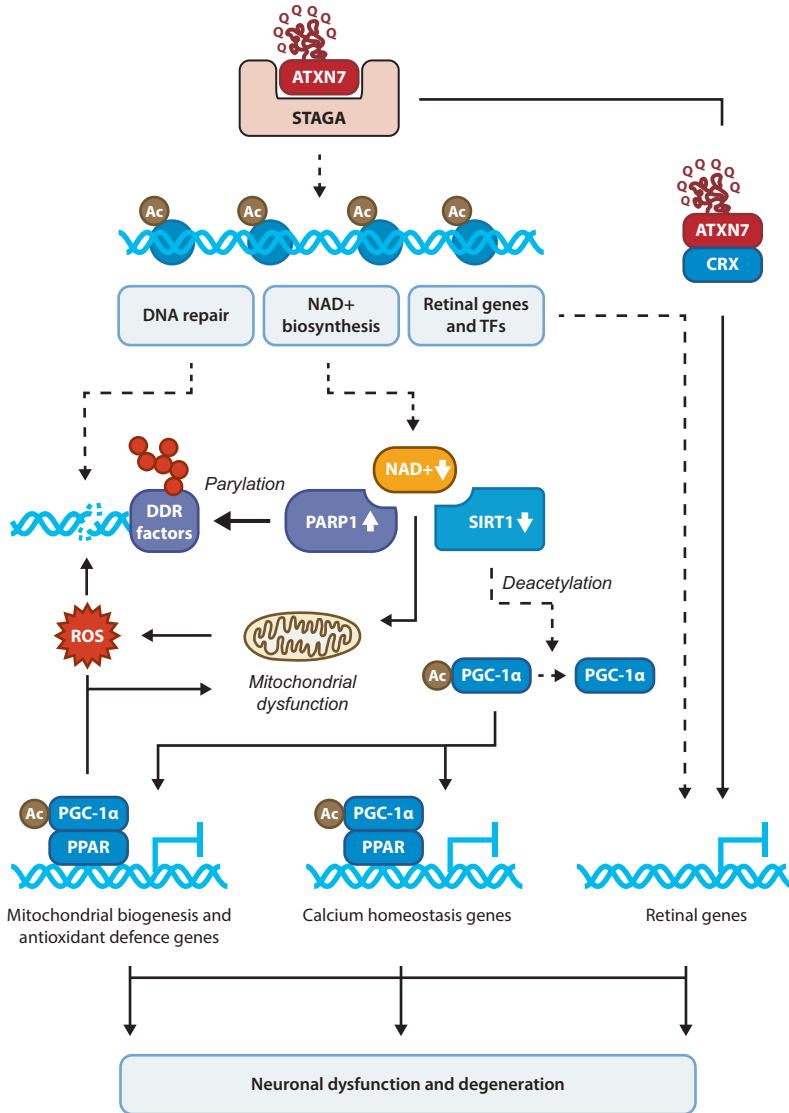 Q
Q
Q
Q
Q
Q
ATXN7
STAGA
Q
Q
Q
Q
Q
Q
ATXN7
CRX
Ac
Ac
Ac
Ac
DNA repair
NAD+
biosynthesis
Retinal genes
and TFs
NAD+
Parylation
DDR
factors
PARP1
SIRT1
Deacetylation
ROS
Mitochondrial
dysfunction
Ac
PGC-1α
PGC-1α
Ac
PGC-1α
PPAR
Ac
PGC-1α
PPAR
Mitochondrial biogenesis and
antioxidant defence genes
Calcium homeostasis genes
Retinal genes
Neuronal dysfunction and degeneration